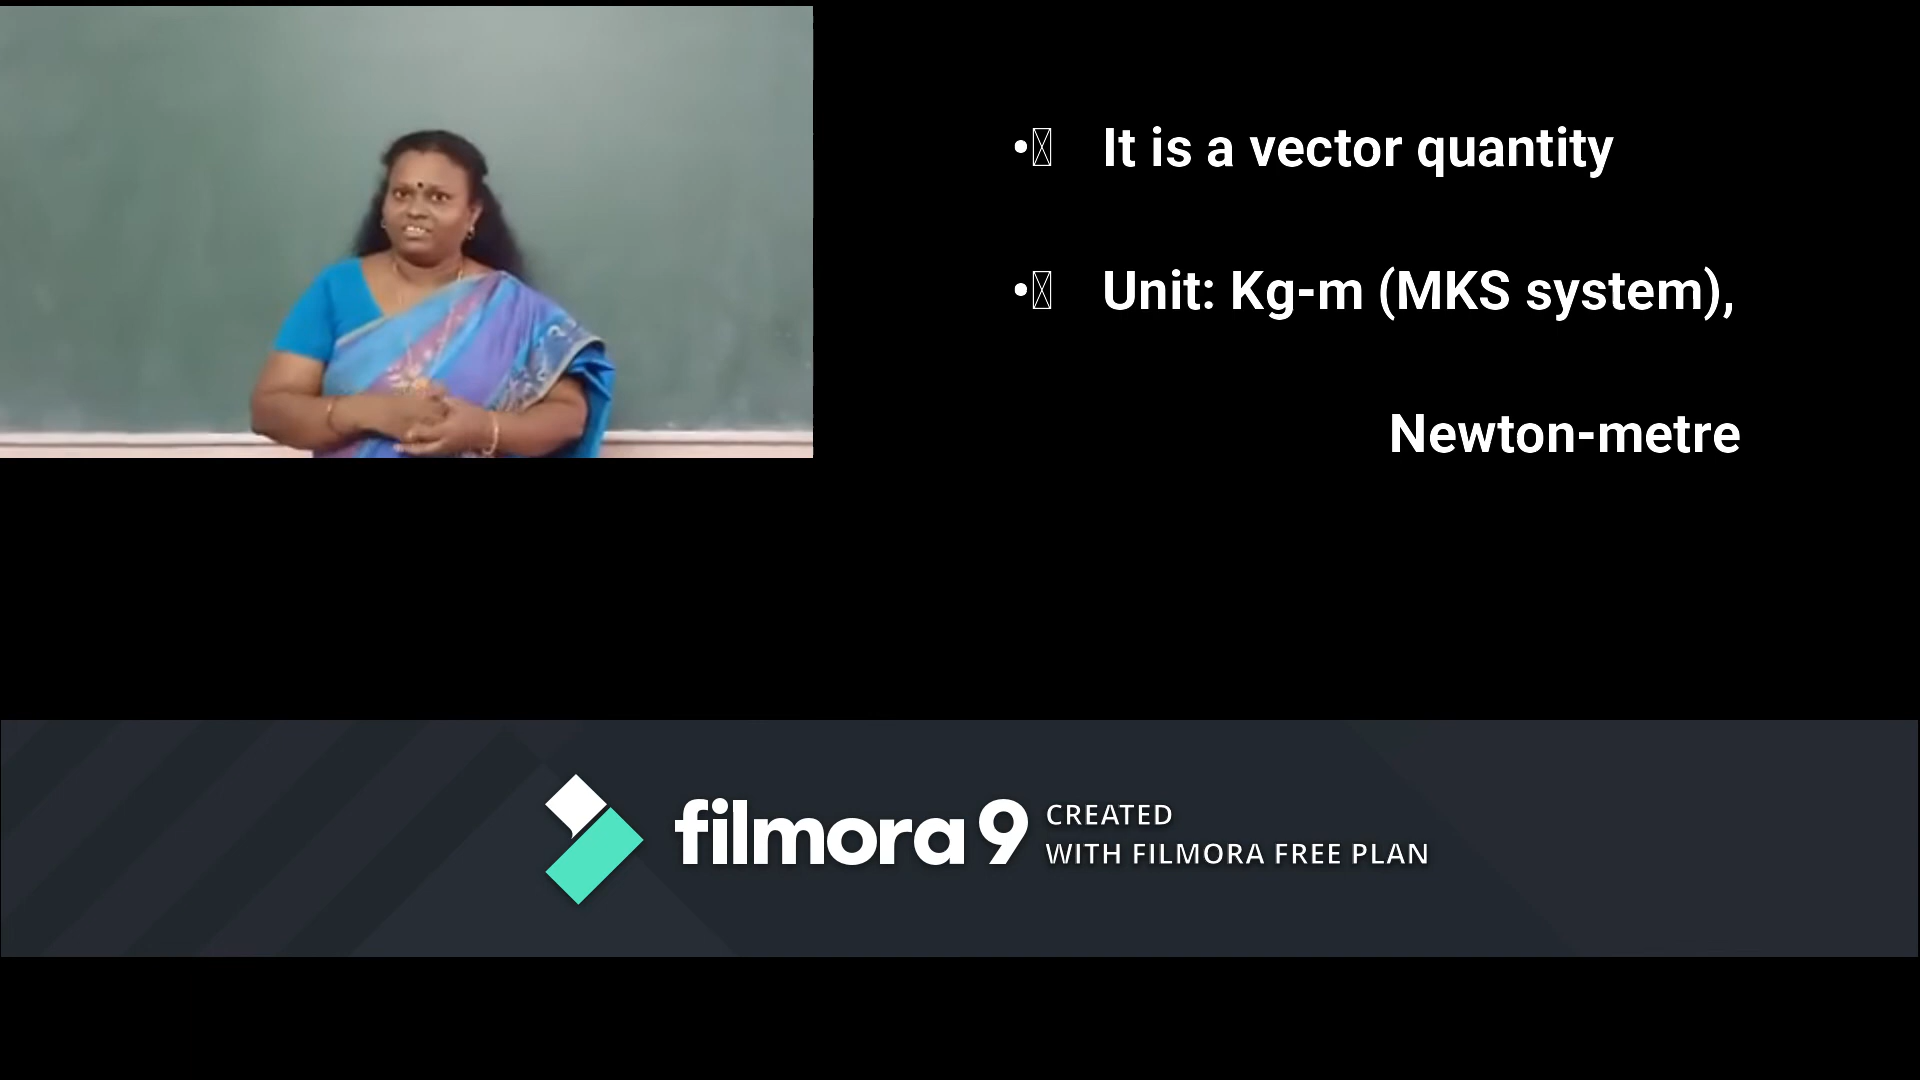 • It is a vector quantity
• Unit: Kg-m (MKS system),
Newton-metre
filmora 9
CREATED
WITH FILMORA FREE PLAN